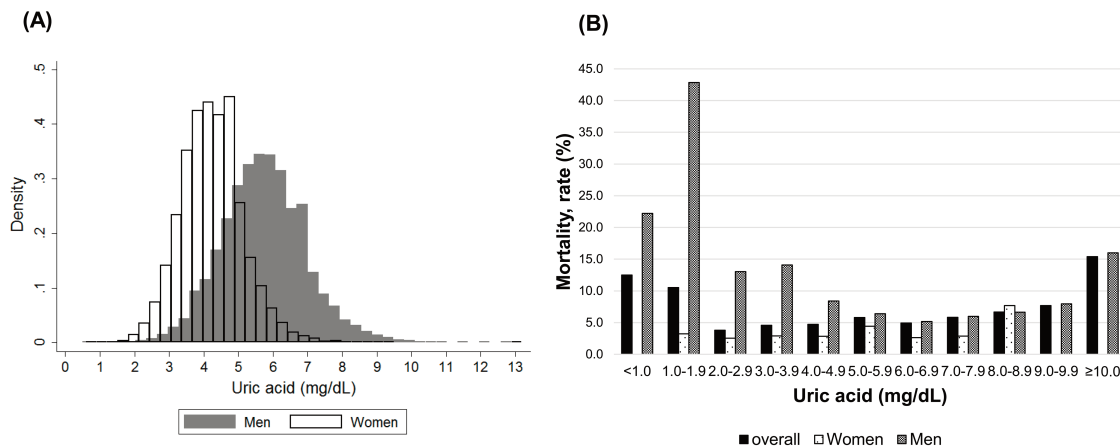 (A)
.5
.4
.3
.2
.1
0
Density
0 1 2 3 4 5 6 7 8 9 10 11 12 13
Uric acid (mg/dL)
Men Women
(B)
45.0
40.0
35.0
30.0
25.0
20.0
15.0
10.0
5.0
0.0
Mortality, rate (%)
<1.0 1.0-1.9 2.0-2.9 3.0-3.9 4.0-4.9 5.0-5.9 6.0-6.9 7.0-7.9 8.0-8.9 9.0-9.9 ≥10.0
Uric acid (mg/dL)
overall Women Men